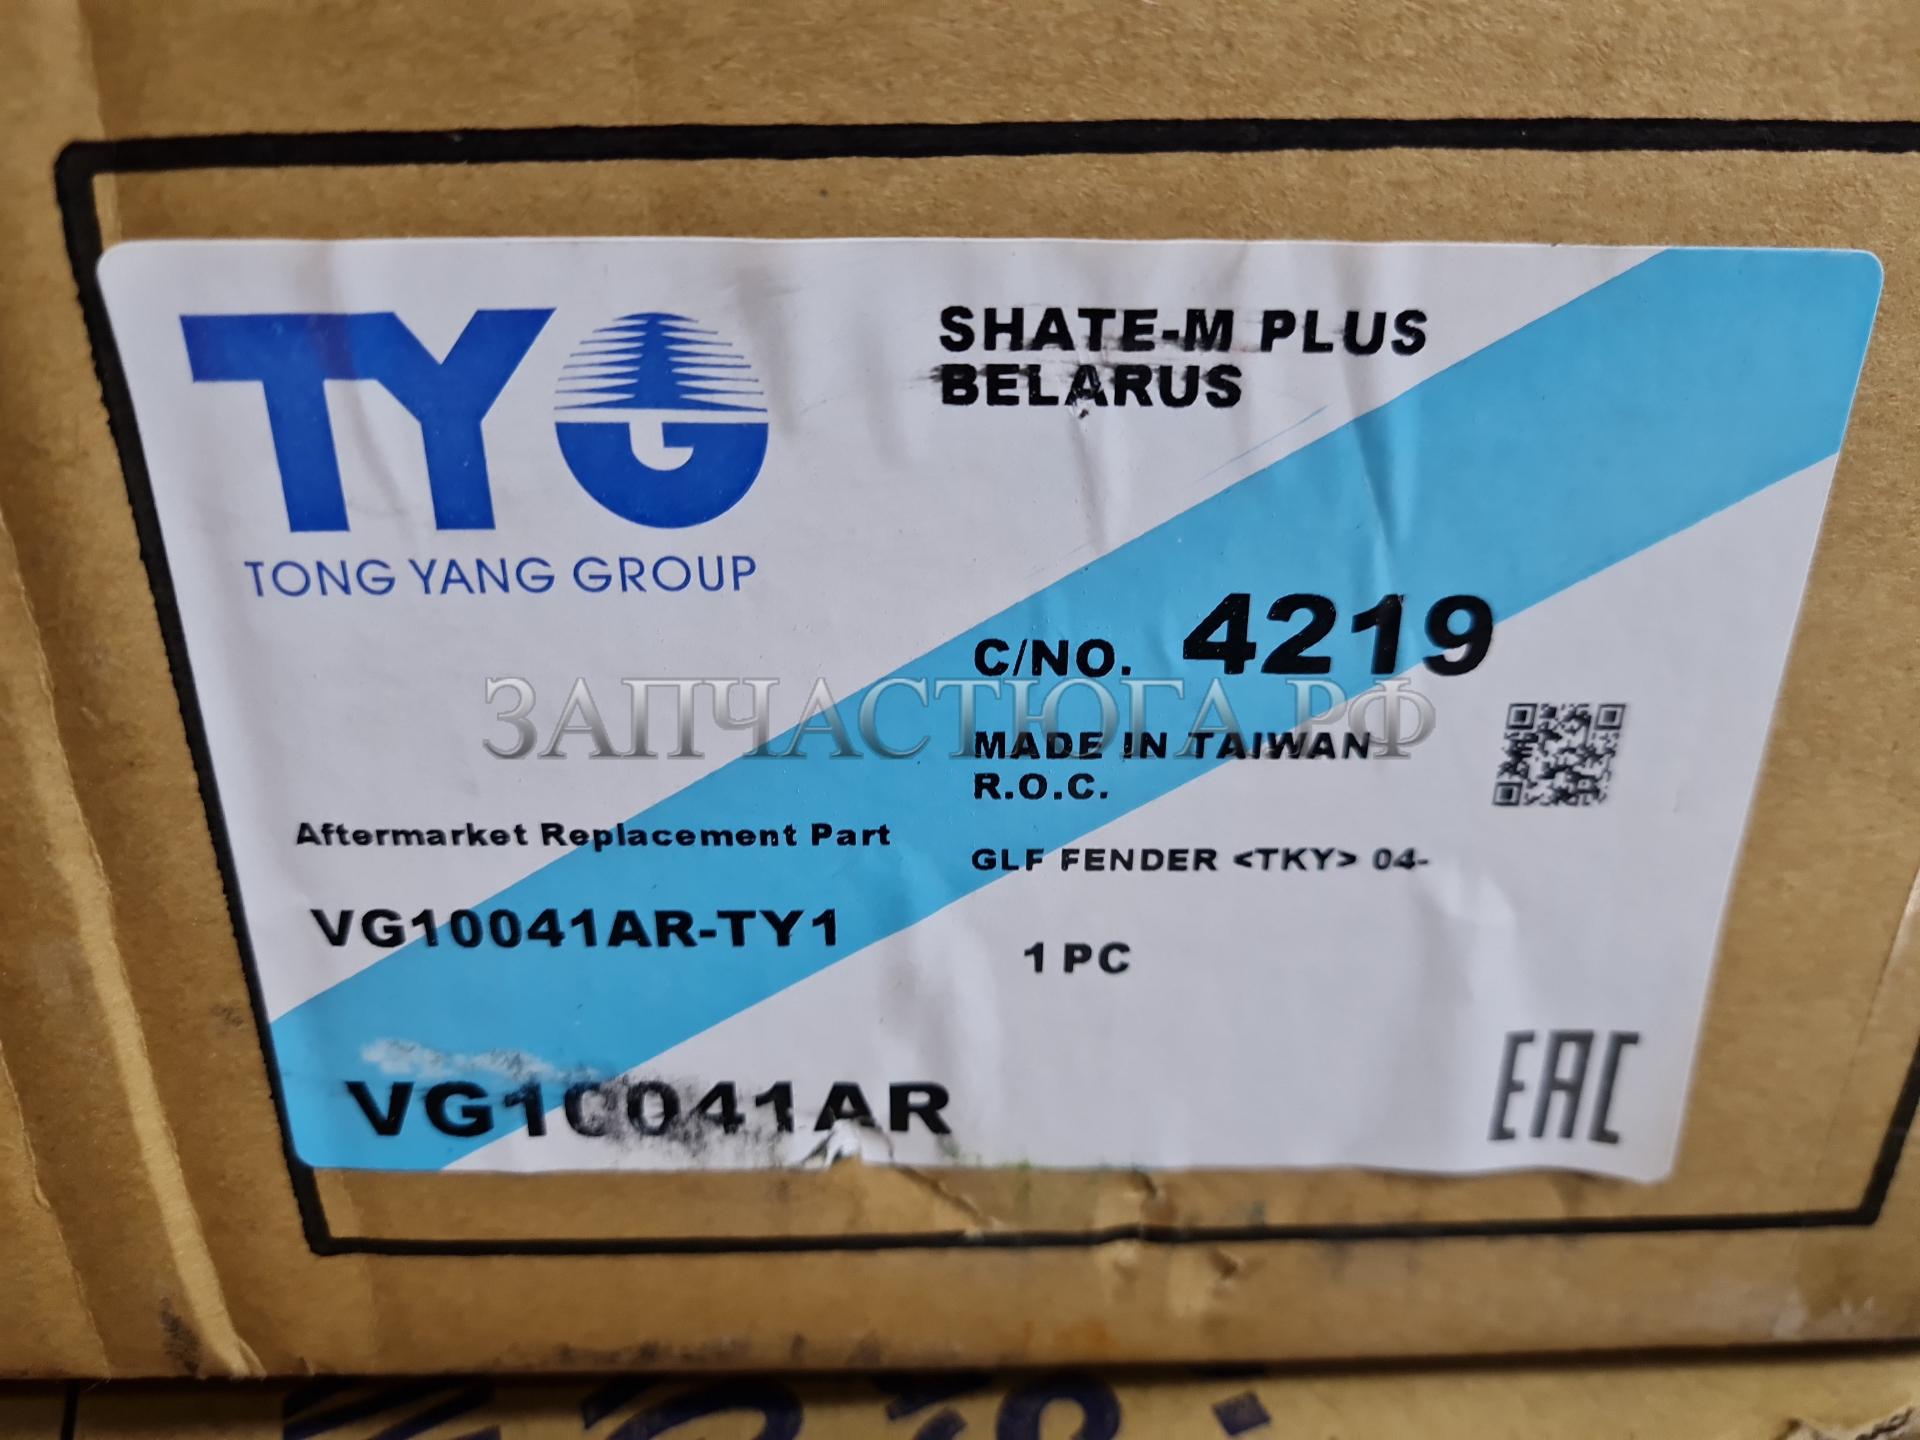 TYG
TONG YANG GROUP
SHATE-M PLUS
BELARUS
C/NO. 4219
ЗАПЧАСТЮГА.РФ
MADE IN TAIWAN
R.O.C.
Aftermarket Replacement Part
GLF FENDER <TKY> 04-
VG10041AR-TY1
1 PC
VG10041AR
EAC